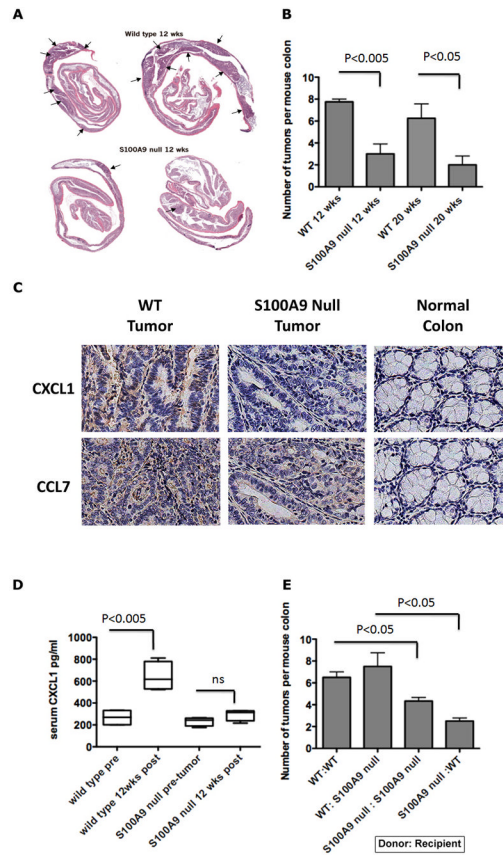 A
Wild type 12 wks
S100A9 null 12 wks
B
Number of tumors per mouse colon
10
8
6
4
2
0
P<0.005
P<0.05
WT 12 wks
S100A9 null 12 wks
WT 20 wks
S100A9 null 20 wks
C
WT
Tumor
S100A9 Null
Tumor
Normal
Colon
CXCL1
CCL7
D
serum CXCL1 pg/ml
1000
800
600
400
200
0
P<0.005
ns
wild type pre
wild type 12wks post
S100A9 null pre-tumor
S100A9 null 12 wks post
E
Number of tumors per mouse colon
10
8
6
4
2
0
P<0.05
P<0.05
WT:WT
WT: S100A9 null
S100A9 null : S100A9 null
S100A9 null :WT
Donor: Recipient